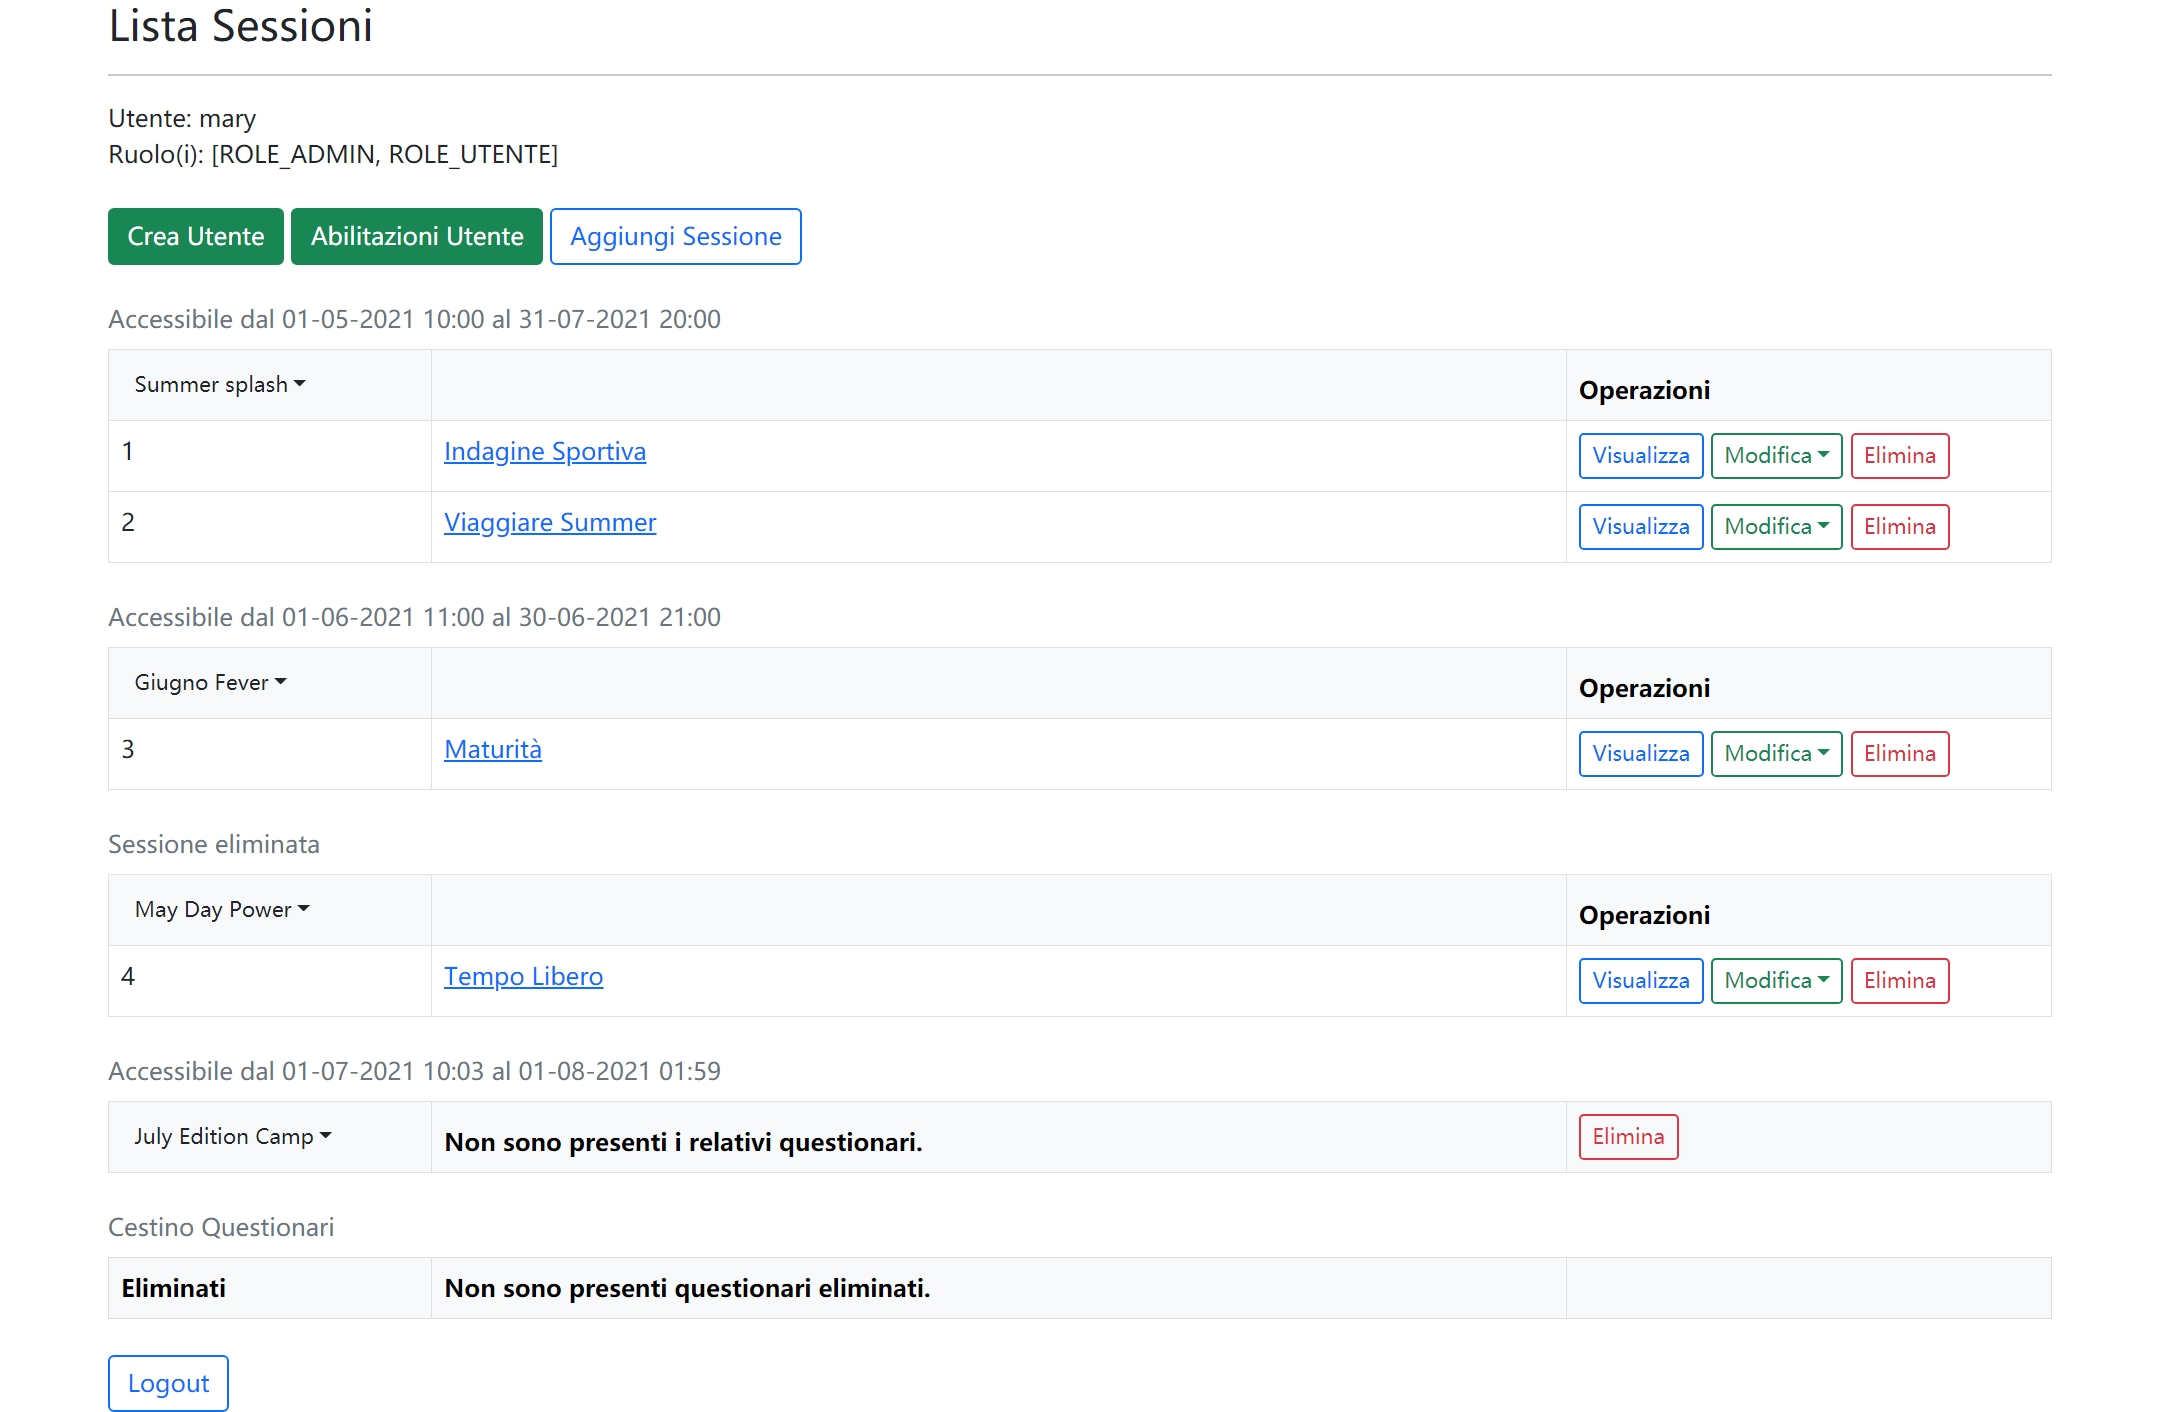 Lista Sessioni
Utente: mary
Ruolo(i): [ROLE_ADMIN, ROLE_UTENTE]
Crea Utente Abilitazioni Utente Aggiungi Sessione
Accessibile dal 01-05-2021 10:00 al 31-07-2021 20:00
Summer splash Operazioni
1 Indagine Sportiva Visualizza Modifica Elimina
2 Viaggiare Summer Visualizza Modifica Elimina
Accessibile dal 01-06-2021 11:00 al 30-06-2021 21:00
Giugno Fever Operazioni
3 Maturità Visualizza Modifica Elimina
Sessione eliminata
May Day Power Operazioni
4 Tempo Libero Visualizza Modifica Elimina
Accessibile dal 01-07-2021 10:03 al 01-08-2021 01:59
July Edition Camp Non sono presenti i relativi questionari. Elimina
Cestino Questionari
Eliminati Non sono presenti questionari eliminati.
Logout